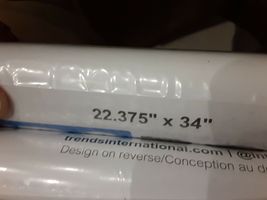 22.375" x 34"
trendsinternational.com | @
Design on reverse/Conception au d